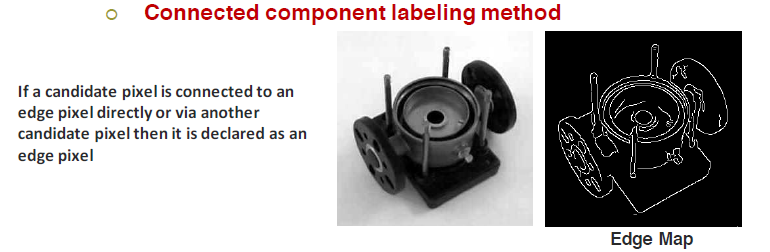 Connected component labeling method
If a candidate pixel is connected to an
edge pixel directly or via another
candidate pixel then it is declared as an
edge pixel
Edge Map